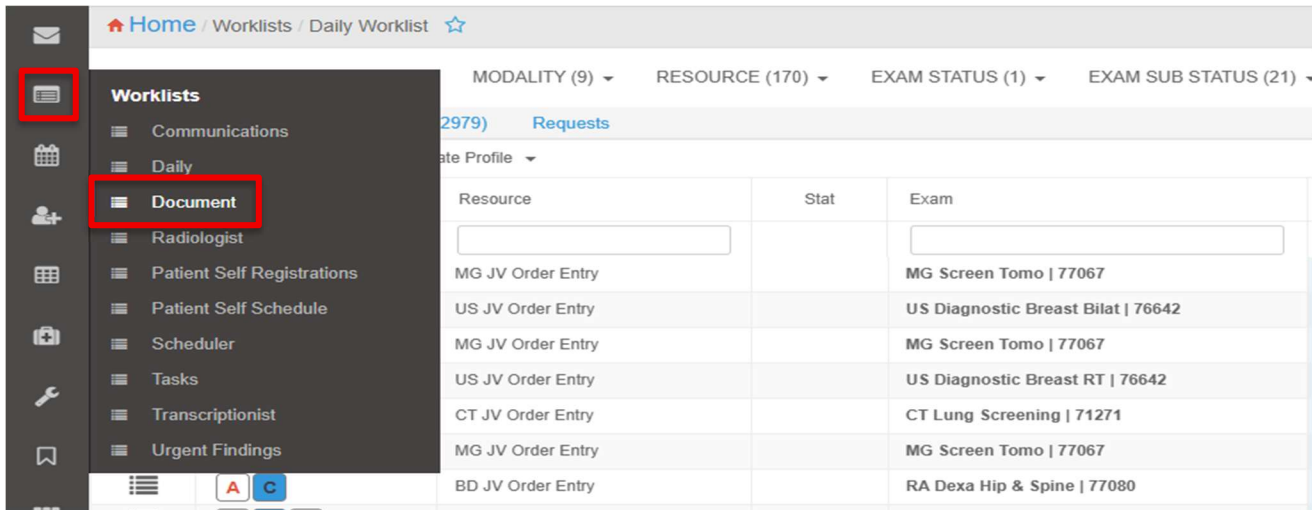 Home / Worklists / Daily Worklist
MODALITY (9) RESOURCE (170) EXAM STATUS (1) EXAM SUB STATUS (21)
Worklists
Communications
Daily
Document
Radiologist
Patient Self Registrations
Patient Self Schedule
Scheduler
Tasks
Transcriptionist
Urgent Findings
2979) Requests
ate Profile
Resource Stat Exam
MG JV Order Entry MG Screen Tomo | 77067
US JV Order Entry US Diagnostic Breast Bilat | 76642
MG JV Order Entry MG Screen Tomo | 77067
US JV Order Entry US Diagnostic Breast RT | 76642
CT JV Order Entry CT Lung Screening | 71271
MG JV Order Entry MG Screen Tomo | 77067
A C BD JV Order Entry RA Dexa Hip & Spine | 77080